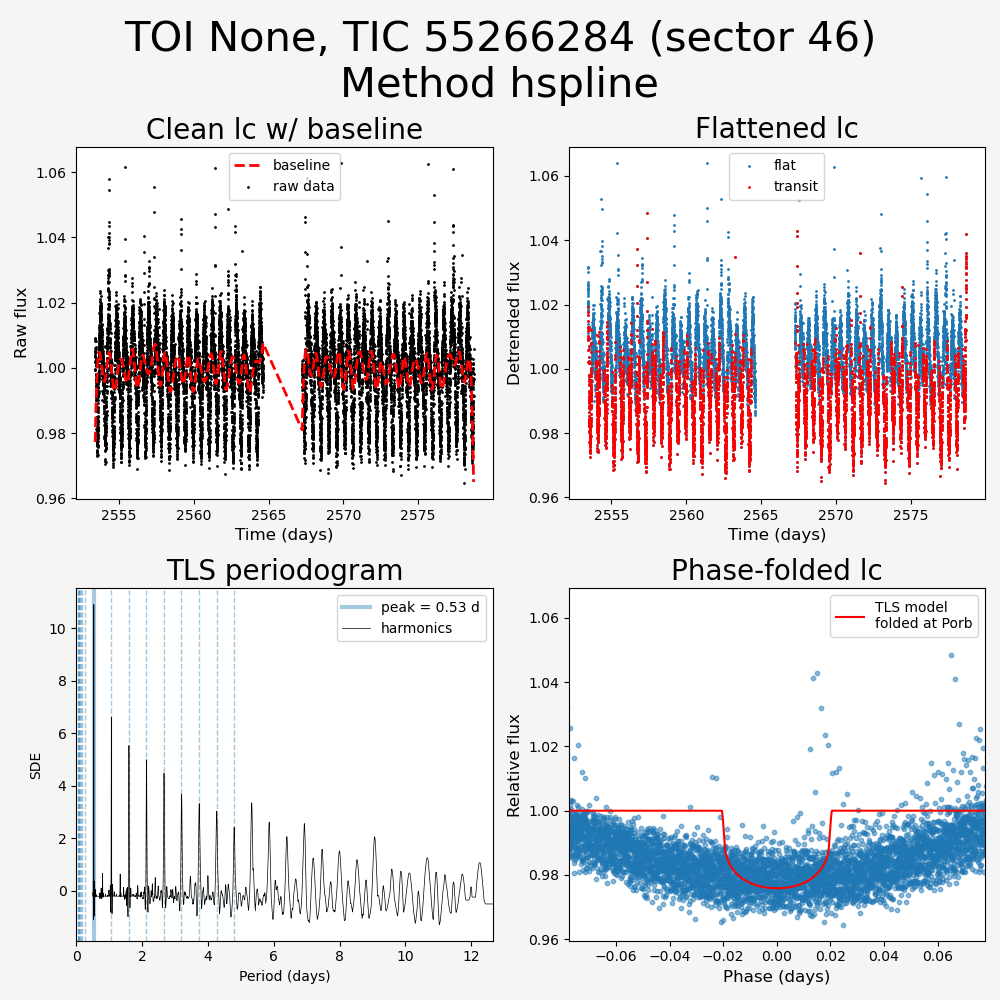 TOI None, TIC 55266284 (sector 46)
Method hspline
Clean lc w/ baseline
baseline
raw data
1.06
1.04
1.02
1.00
0.98
0.96
Raw flux
2555
2560
2565
2570
2575
Time (days)
Flattened lc
flat
transit
1.06
1.04
1.02
1.00
0.98
0.96
Detrended flux
2555
2560
2565
2570
2575
Time (days)
TLS periodogram
peak = 0.53 d
harmonics
10
8
6
4
2
0
SDE
0
2
4
6
8
10
12
Period (days)
Phase-folded lc
TLS model
folded at Porb
1.06
1.04
1.02
1.00
0.98
0.96
Relative flux
−0.06
−0.04
−0.02
0.00
0.02
0.04
0.06
Phase (days)